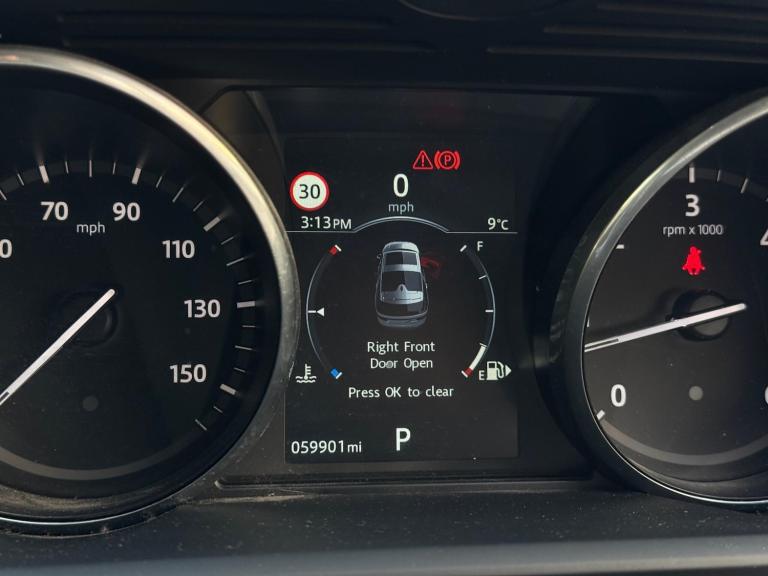 70
90
mph
110
130
150
30
P
0
mph
3:13PM
9°C
F
E
Right Front
Door Open
Press OK to clear
059901mi
P
3
rpm x 1000
0